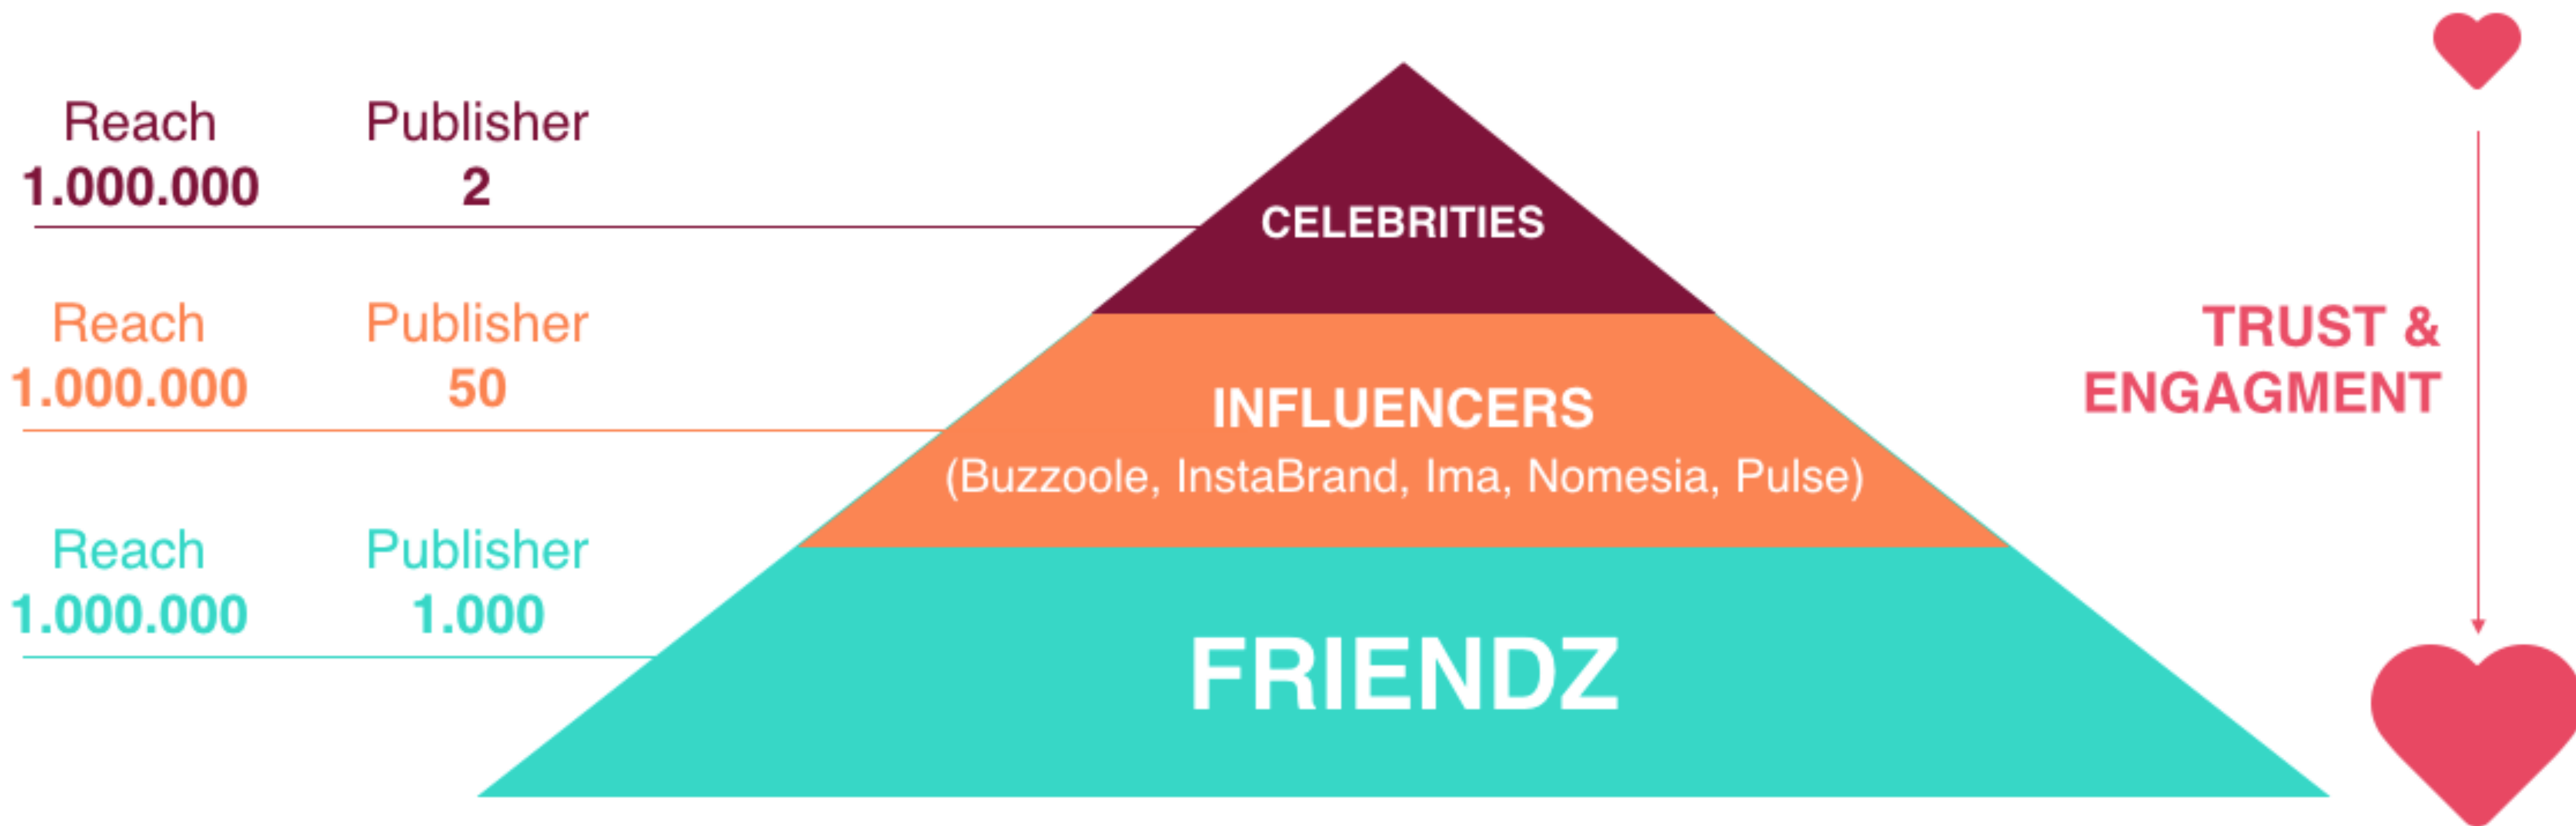 Reach Publisher
1.000.000 2
CELEBRITIES
Reach Publisher
1.000.000 50
INFLUENCERS
(Buzzoole, InstaBrand, Ima, Nomesia, Pulse)
Reach Publisher
1.000.000 1.000
FRIENDZ
TRUST &
ENGAGMENT